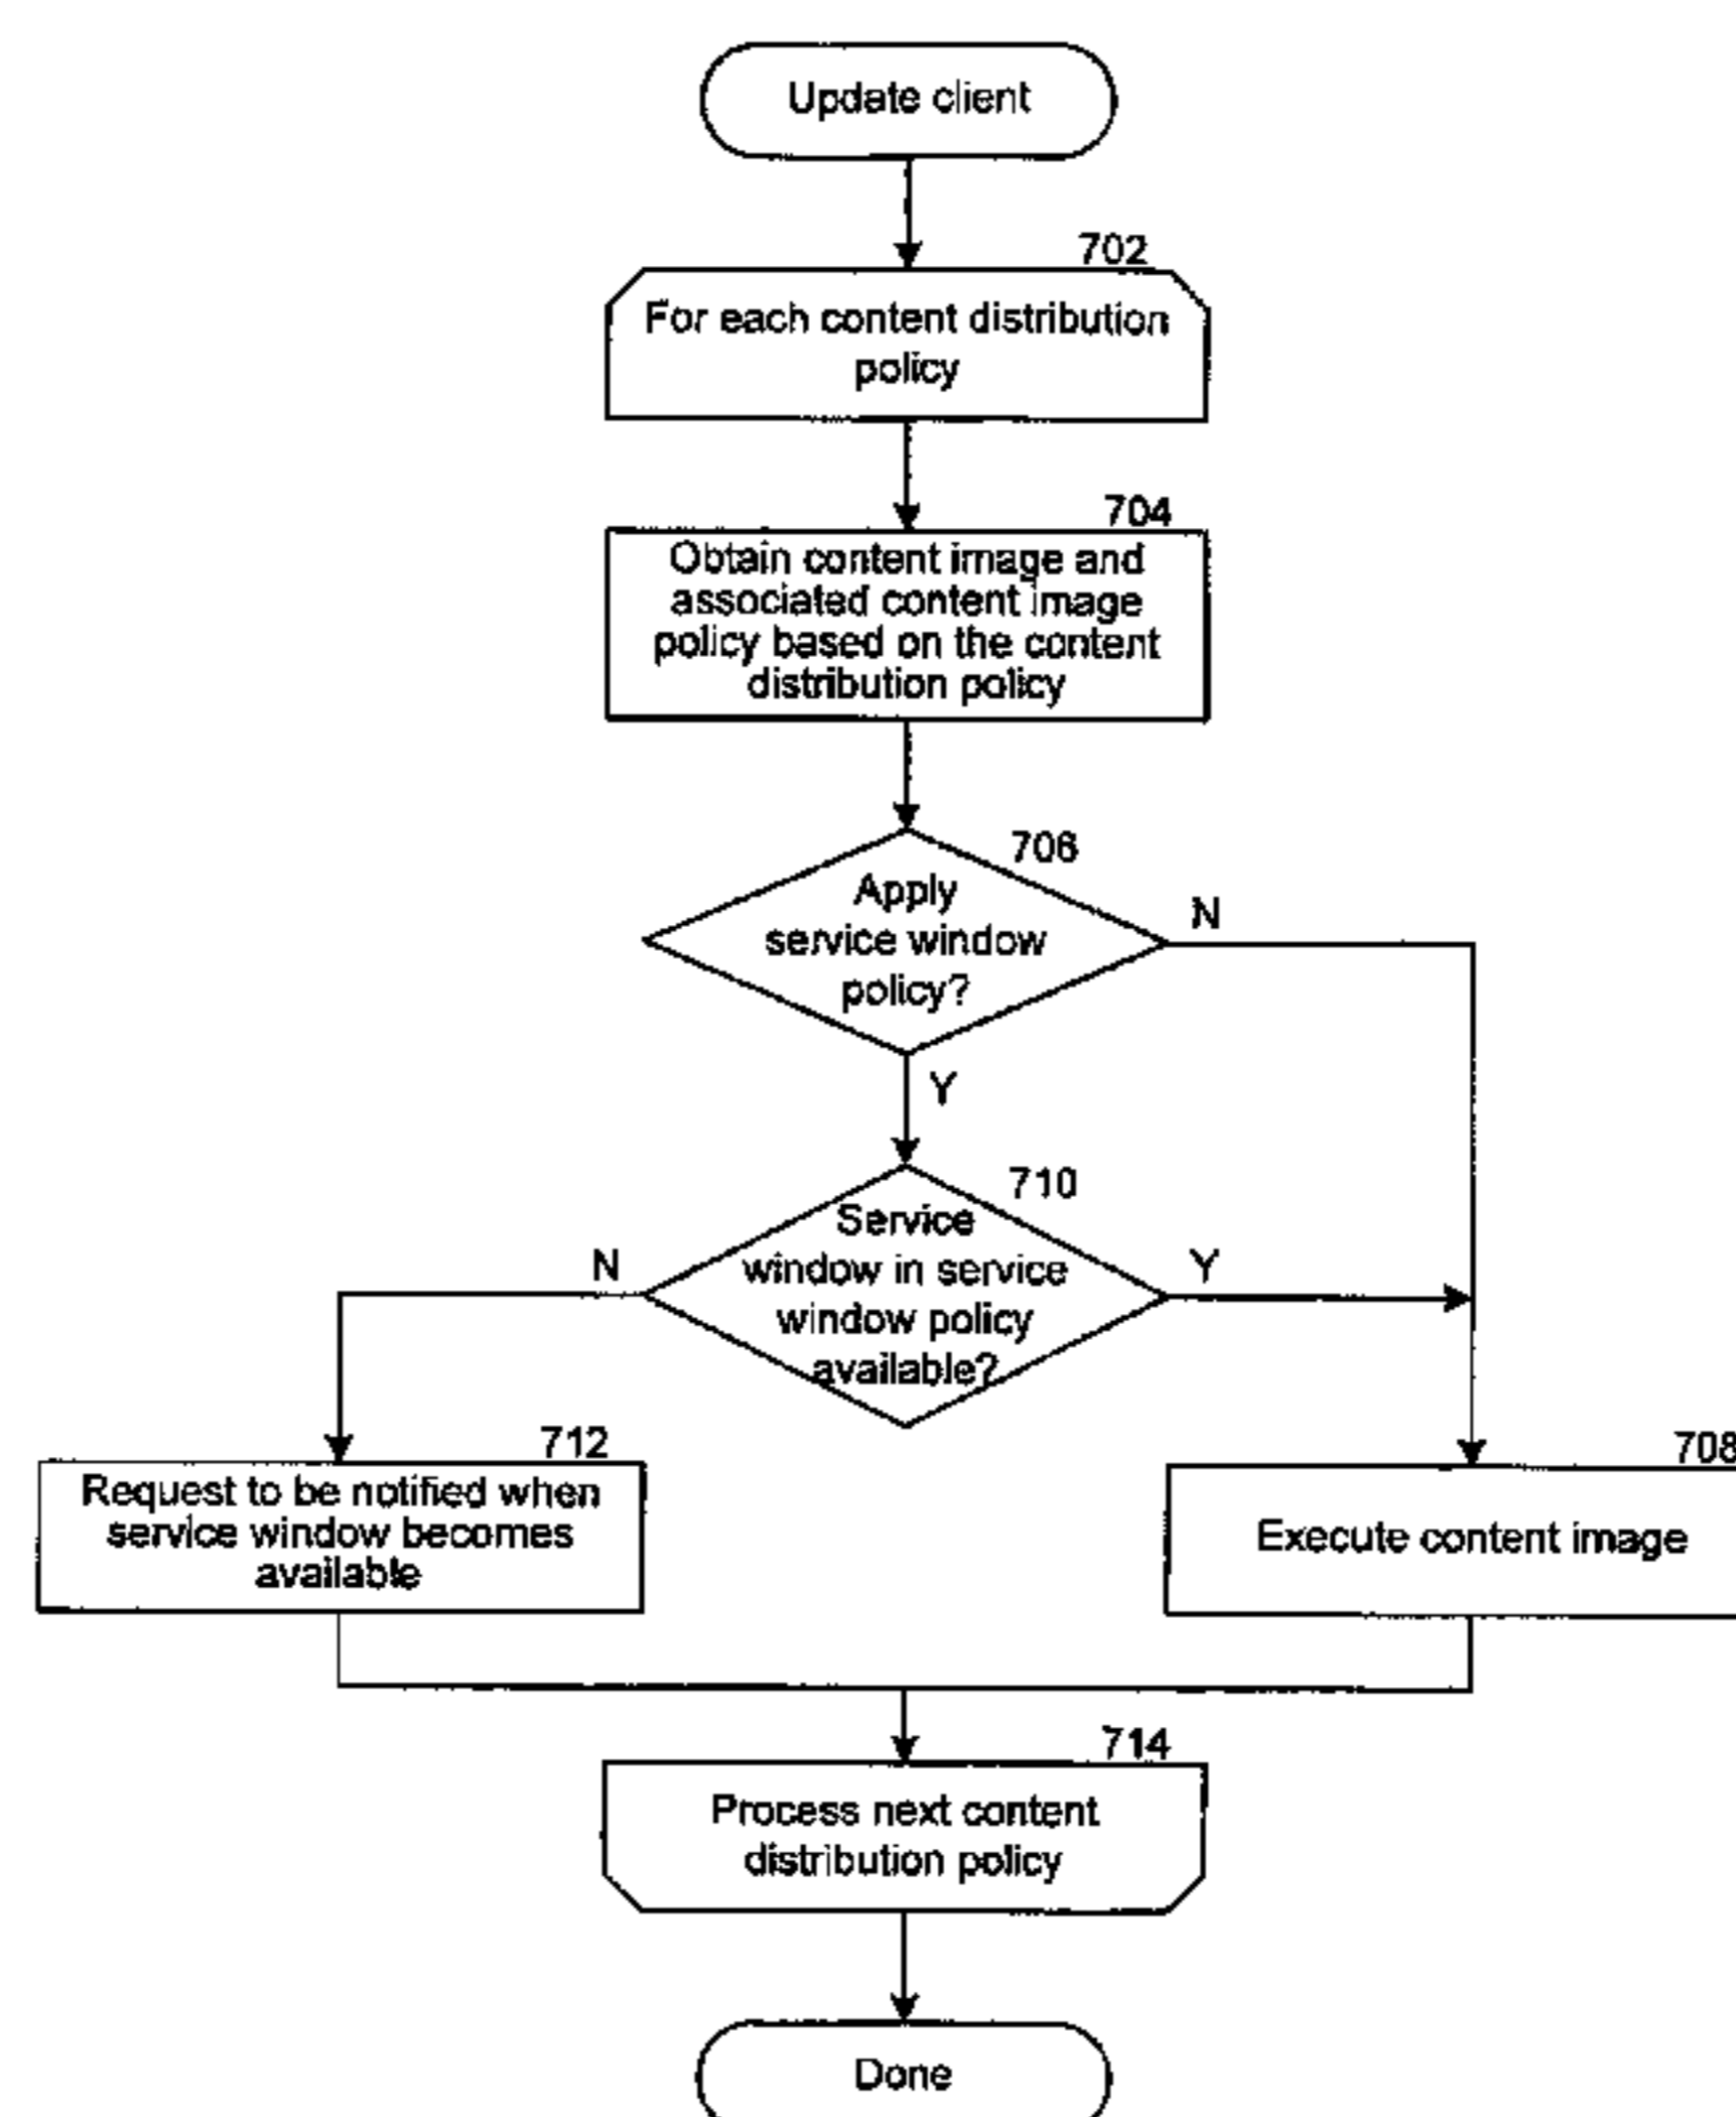 Update client
702
For each content distribution
policy
704
Obtain content image and
associated content image
policy based on the content
distribution policy
706
Apply
service window
policy?
N
Y
710
Service
window in service
window policy
available?
N
Y
712
Request to be notified when
service window becomes
available
708
Execute content image
714
Process next content
distribution policy
Done